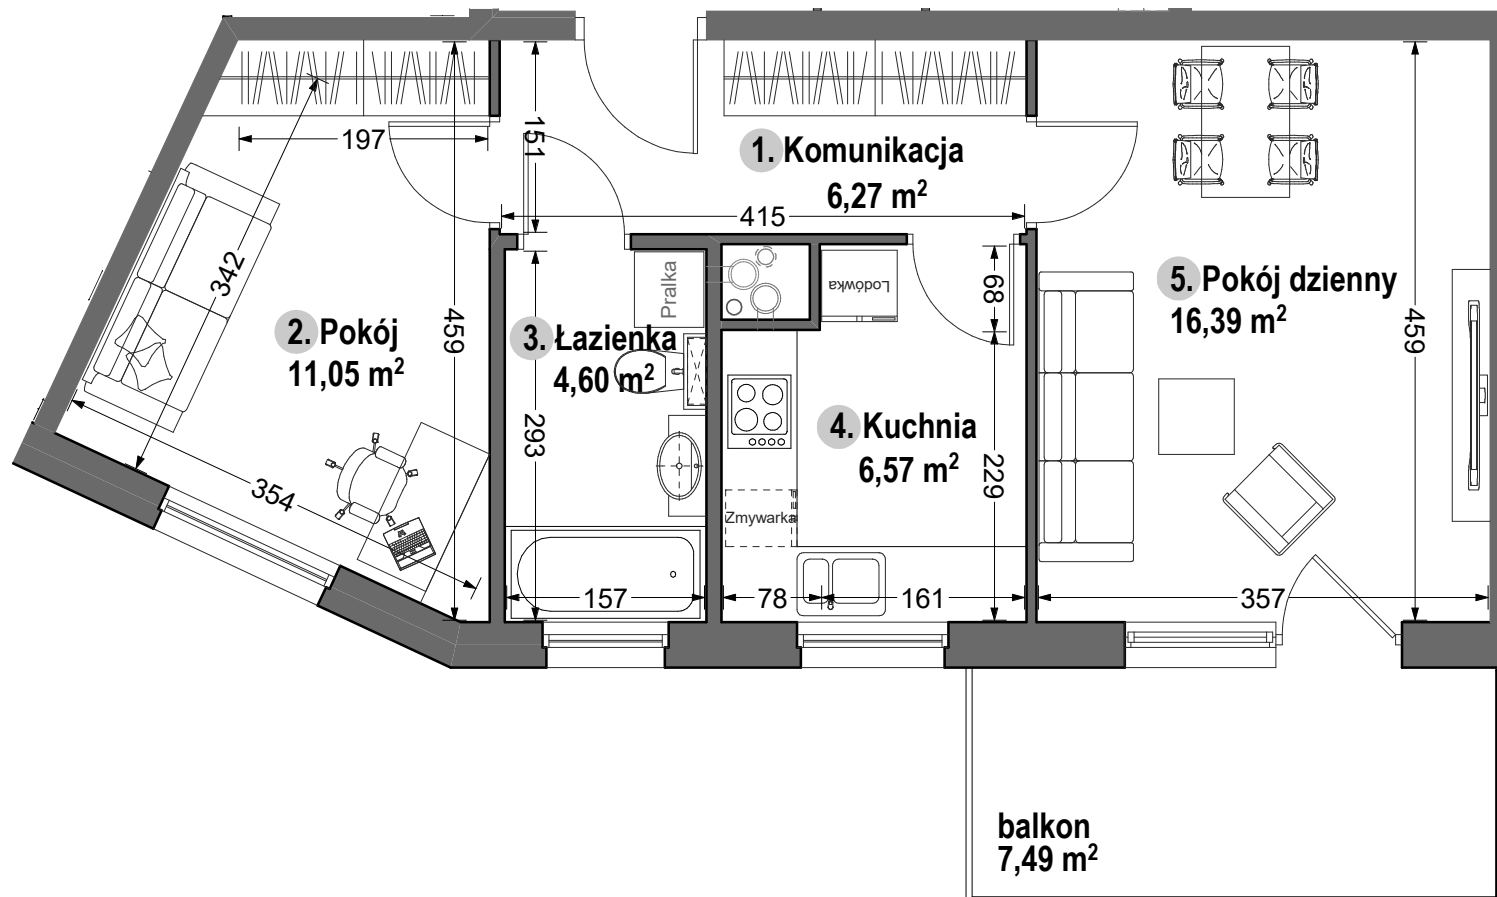 1. Komunikacja
6,27 m²
197
151
415
342
459
2. Pokój
11,05 m²
3. Łazienka
4,60 m²
Pralka
Lodówka
68
5. Pokój dzienny
16,39 m²
459
293
4. Kuchnia
6,57 m²
229
354
Zmywarka
157
78
161
357
balkon
7,49 m²